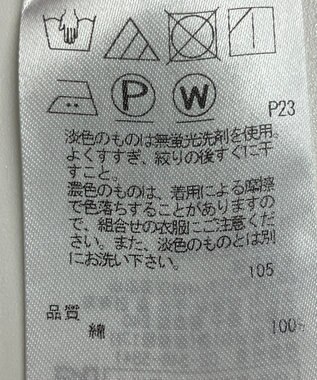 P
W
P23
淡色のものは無蛍光洗剤を使用。
よくすすぎ、絞りの後すぐに干
すこと。
濃色のものは、着用による摩擦
で色落ちすることがありますの
で、組合せの衣服にご注意くだ
さい。また、淡色のものとは別
にお洗い下さい。
105
品質
綿 100%